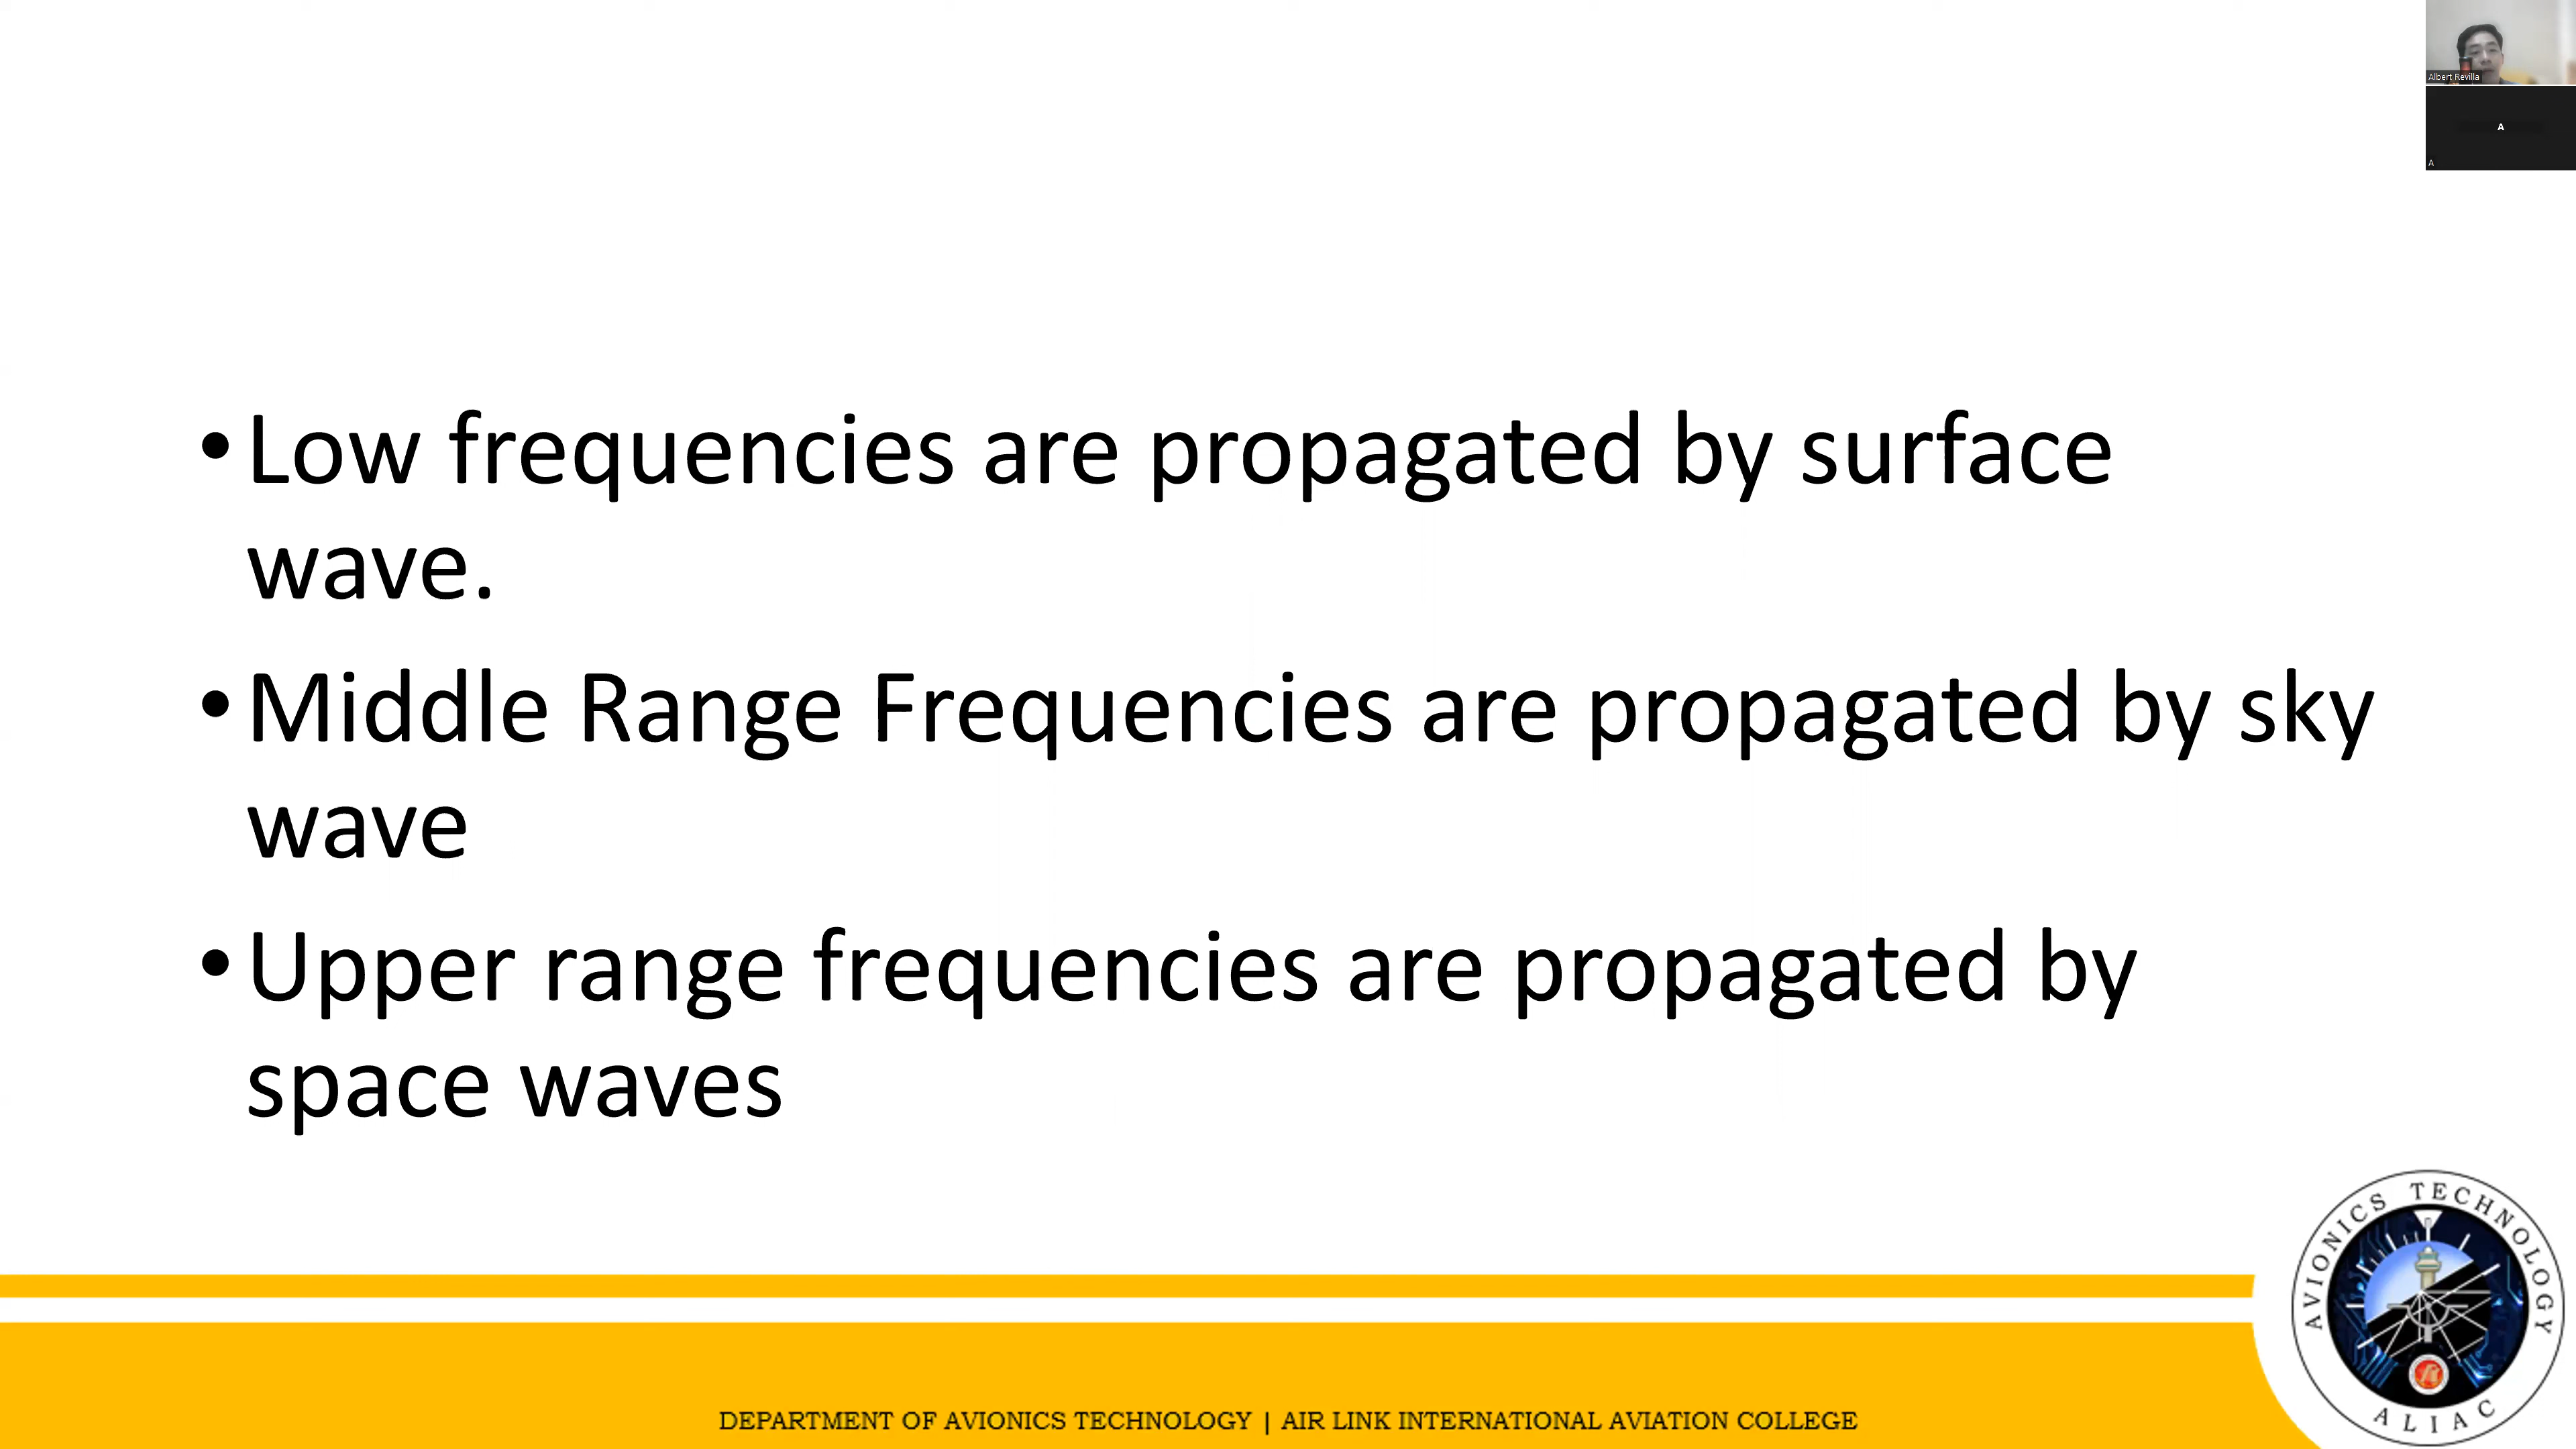 Albert Revilla
A
A
•Low frequencies are propagated by surface
wave.
•Middle Range Frequencies are propagated by sky
wave
•Upper range frequencies are propagated by
space waves
AVIONICS TECHNOLOGY
ALIAC
DEPARTMENT OF AVIONICS TECHNOLOGY | AIR LINK INTERNATIONAL AVIATION COLLEGE